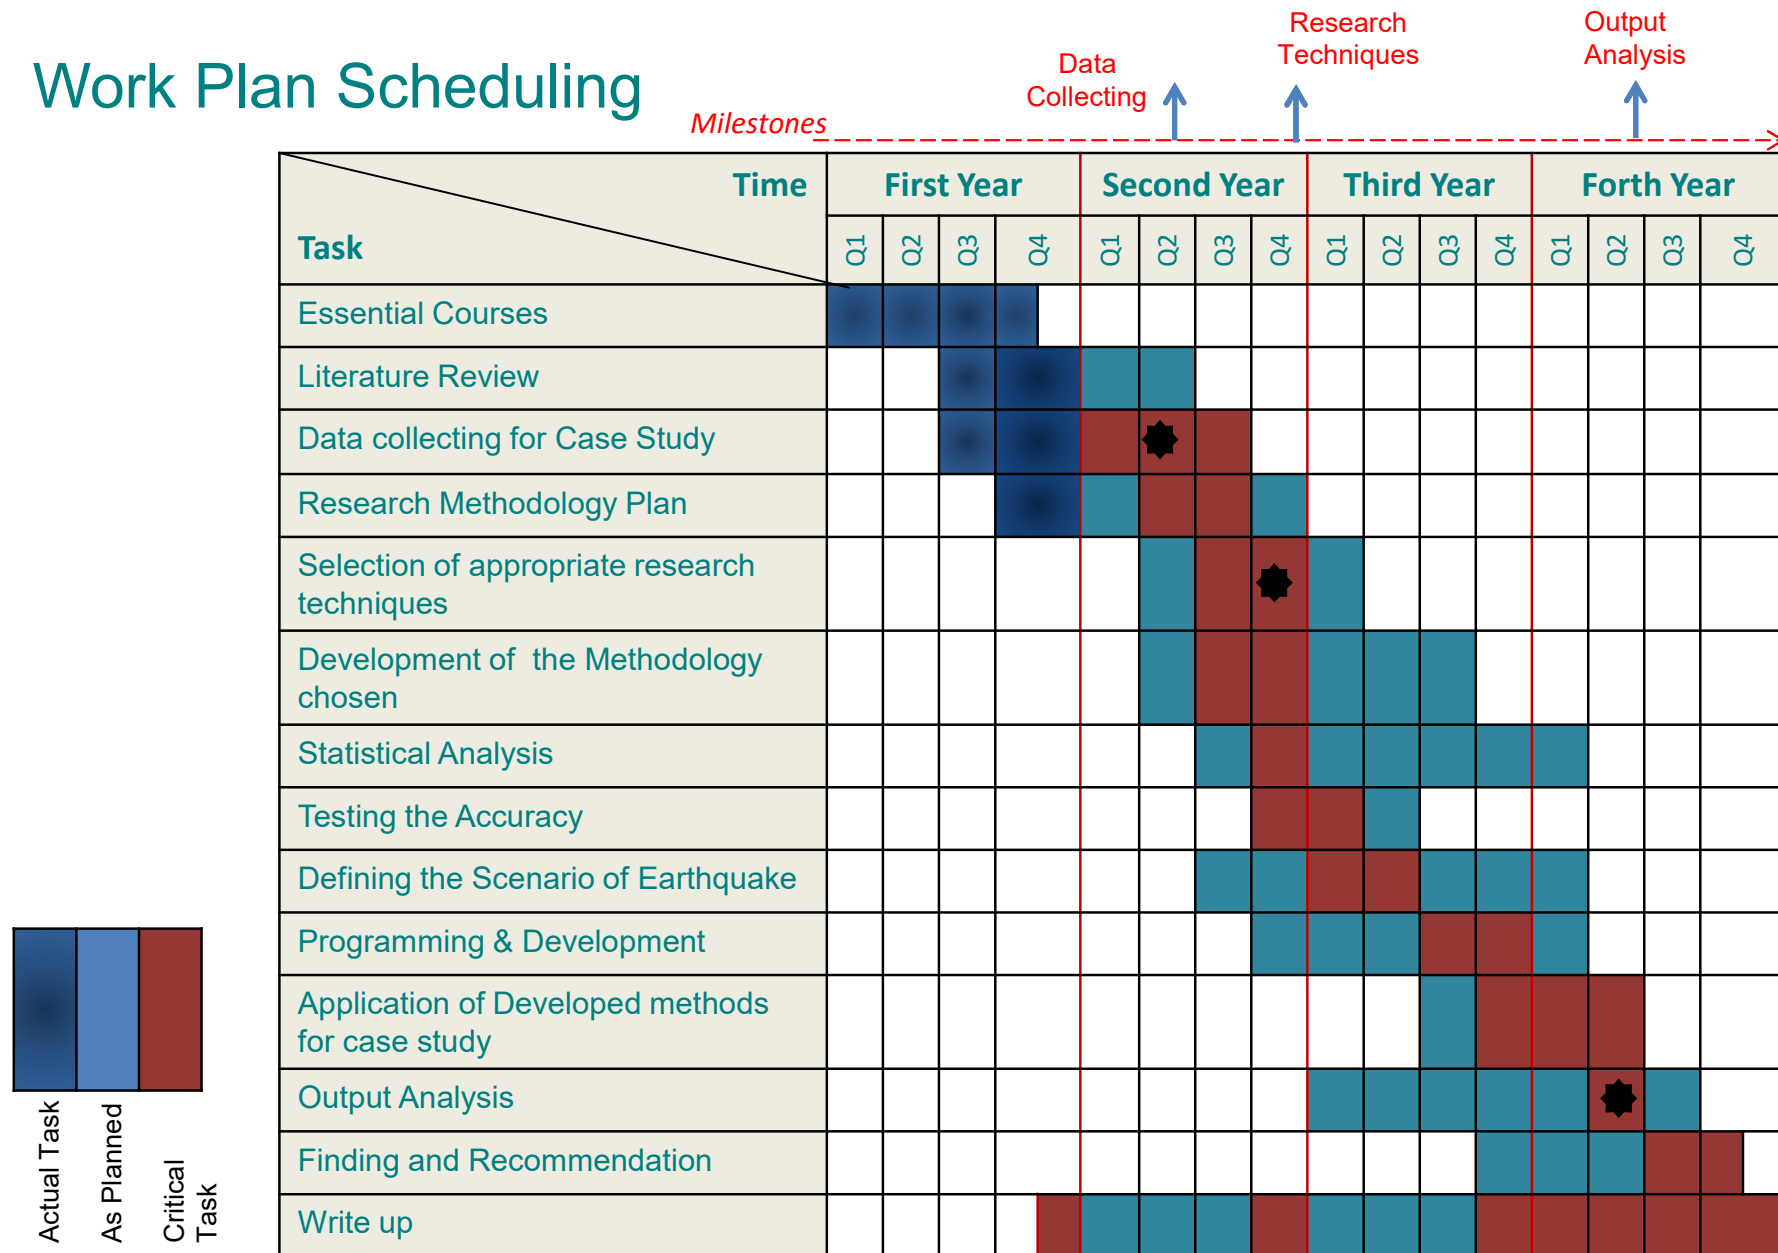 Work Plan Scheduling
Milestones
Data
Collecting
Research
Techniques
Output
Analysis
Time
Task
First Year
Second Year
Third Year
Forth Year
Q1 Q2 Q3 Q4 Q1 Q2 Q3 Q4 Q1 Q2 Q3 Q4 Q1 Q2 Q3 Q4
Essential Courses
Literature Review
Data collecting for Case Study
Research Methodology Plan
Selection of appropriate research
techniques
Development of the Methodology
chosen
Statistical Analysis
Testing the Accuracy
Defining the Scenario of Earthquake
Programming & Development
Application of Developed methods
for case study
Output Analysis
Finding and Recommendation
Write up
Actual Task
As Planned
Critical
Task